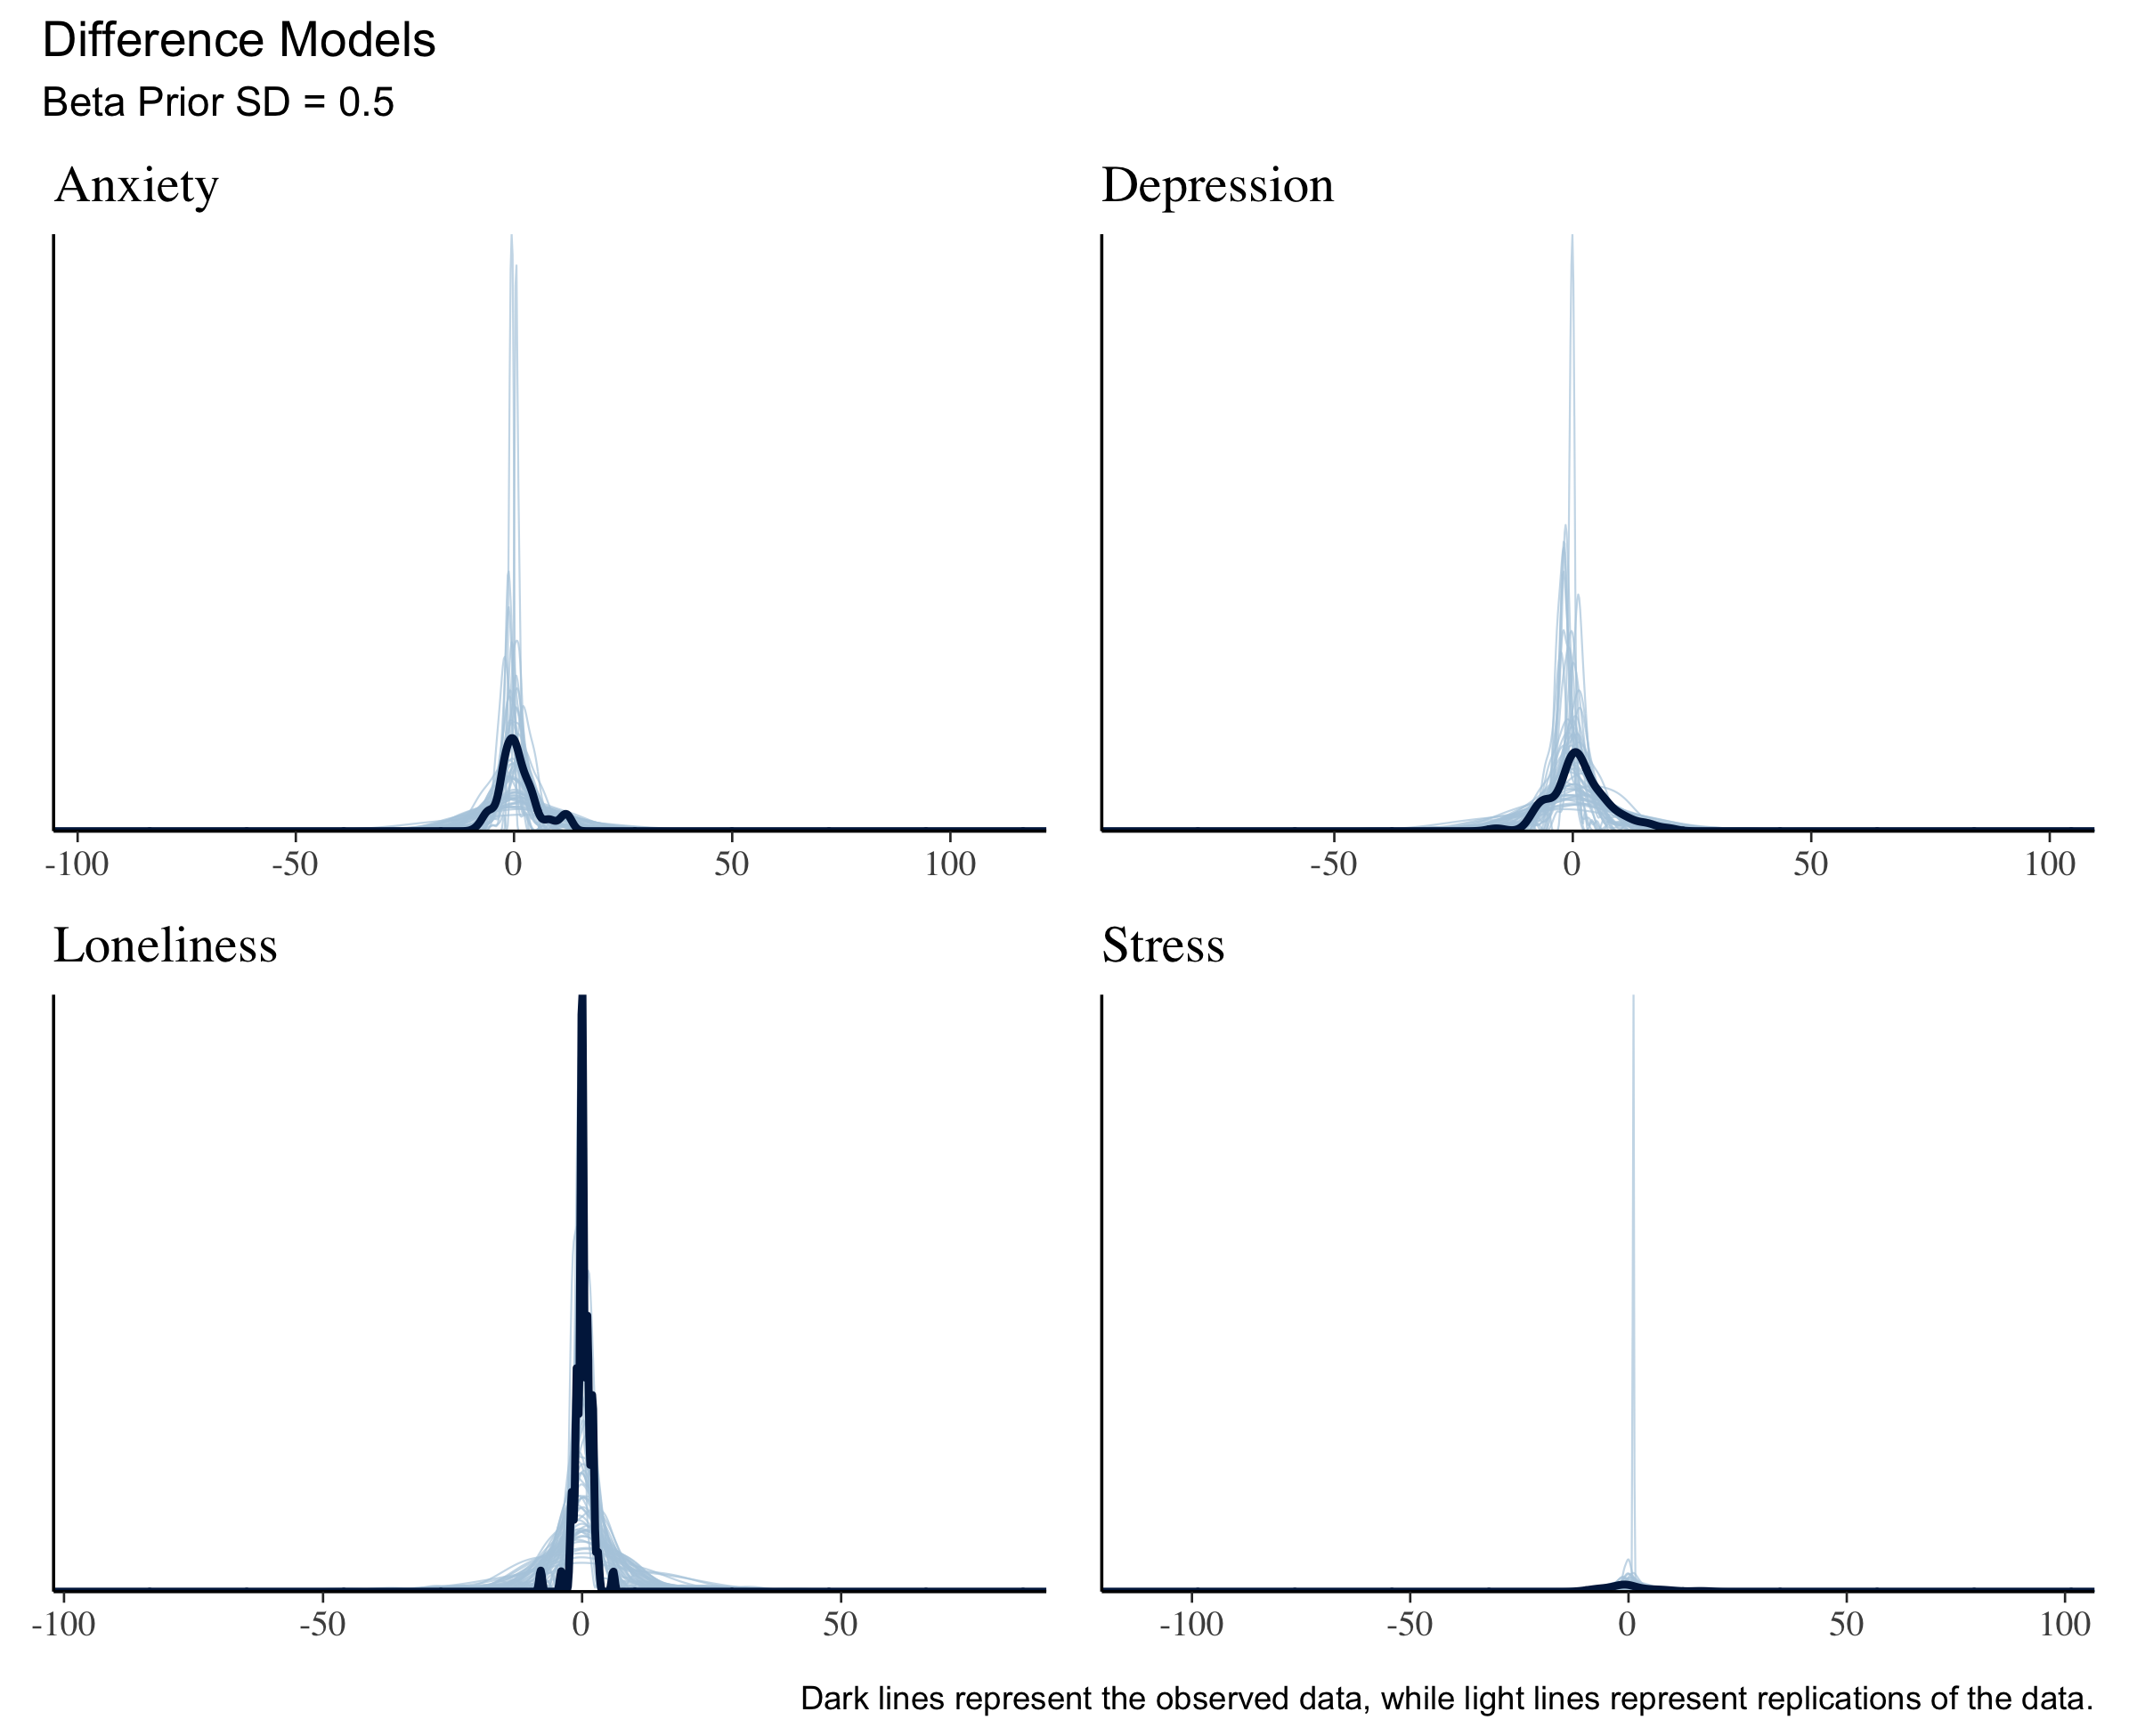 Difference Models
Beta Prior SD = 0.5
Anxiety
Depression
-100 -50 0 50 100
-50 0 50 100
Loneliness
Stress
-100 -50 0 50
-100 -50 0 50 100
Dark lines represent the observed data, while light lines represent replications of the data.